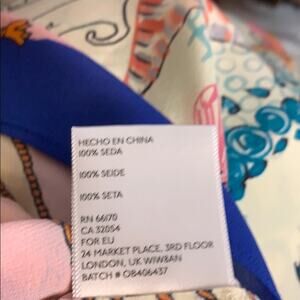 HECHO EN CHINA
100% SEDA
100% SEIDE
100% SETA
RN 66170
CA 32054
FOR EU
24 MARKET PLACE, 3RD FLOOR
LONDON, UK W1W8AN
BATCH # OB406437